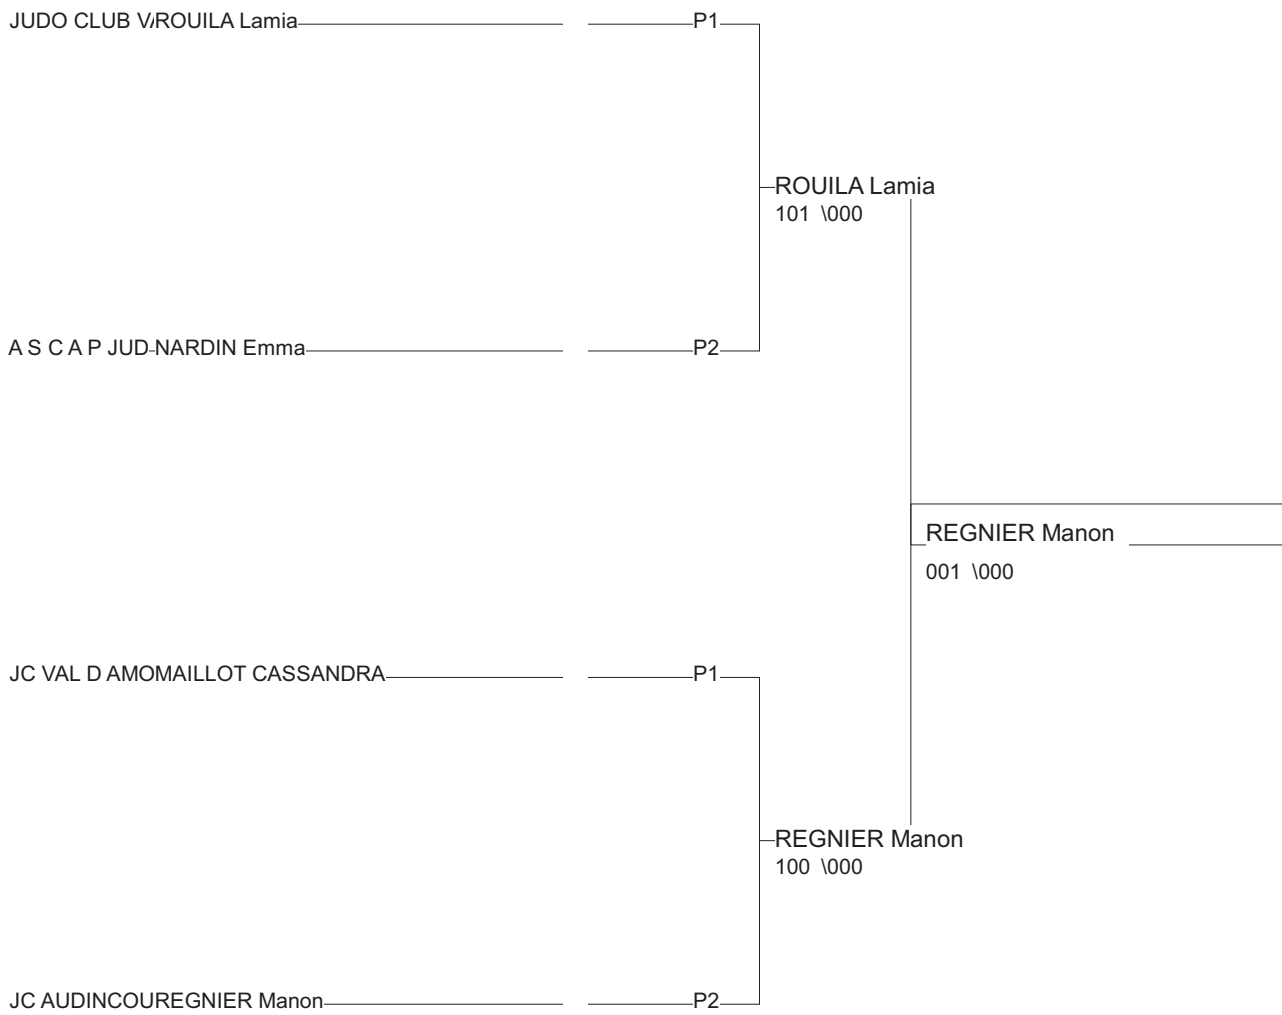 JUDO CLUB VAROUILA Lamia P1
ROUILA Lamia
101 \000
A S C A P JUD NARDIN Emma P2
REGNIER Manon
001 \000
JC VAL D AMOMAILLOT CASSANDRA P1
REGNIER Manon
100 \000
JC AUDINCOUREGNIER Manon P2